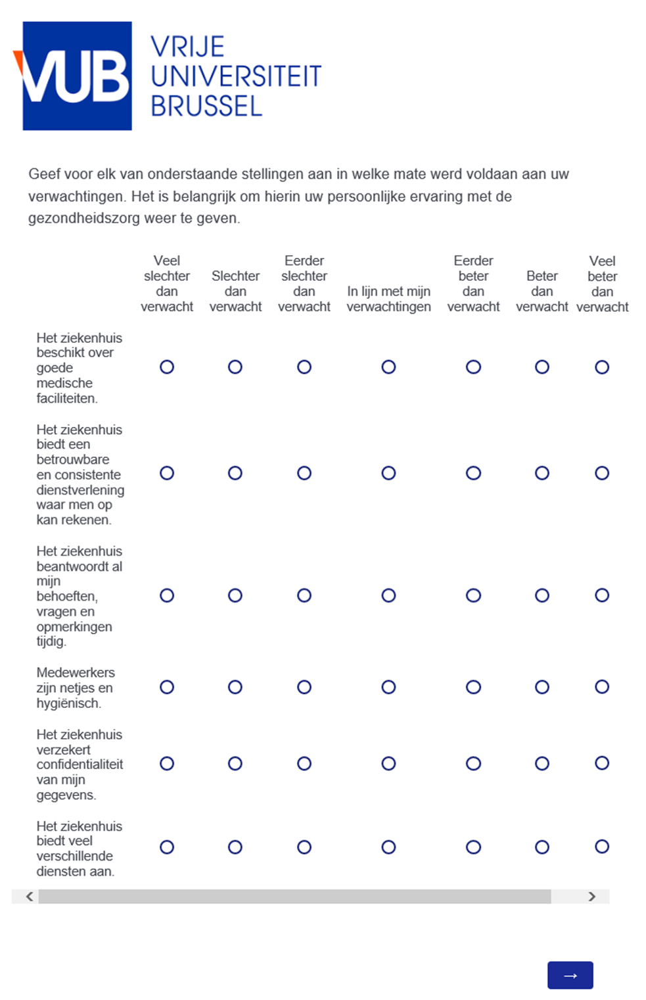 VUB
VRIJE
UNIVERSITEIT
BRUSSEL
Geef voor elk van onderstaande stellingen aan in welke mate werd voldaan aan uw
verwachtingen. Het is belangrijk om hierin uw persoonlijke ervaring met de
gezondheidszorg weer te geven.
Veel
slechter
dan
verwacht
Slechter
dan
verwacht
Eerder
slechter
dan
verwacht
In lijn met mijn
verwachtingen
Eerder
beter
dan
verwacht
Beter
dan
verwacht
Veel
beter
dan
verwacht
Het ziekenhuis
beschikt over
goede
medische
faciliteiten.
Het ziekenhuis
biedt een
betrouwbare
en consistente
dienstverlening
waar men op
kan rekenen.
Het ziekenhuis
beantwoordt al
mijn
behoeften,
vragen en
opmerkingen
tijdig.
Medewerkers
zijn netjes en
hygiënisch.
Het ziekenhuis
verzekert
confidentialiteit
van mijn
gegevens.
Het ziekenhuis
biedt veel
verschillende
diensten aan.